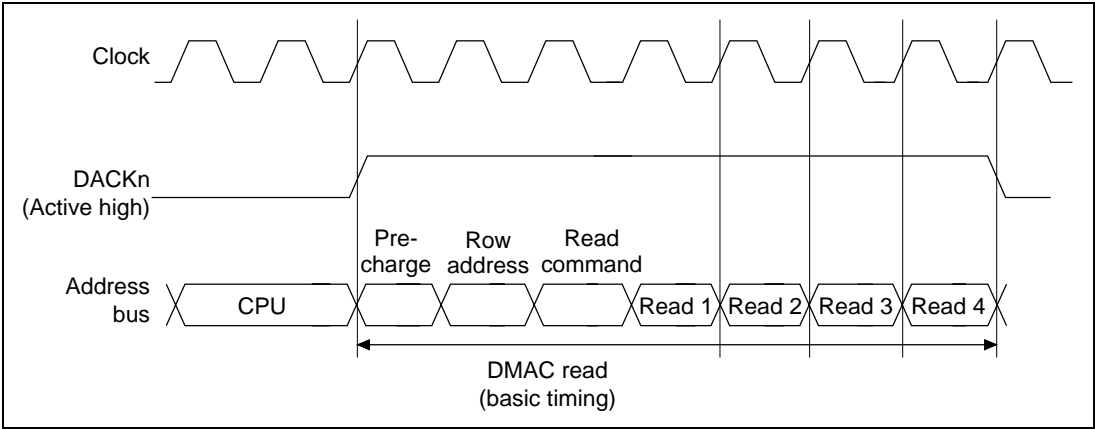 Clock
DACKn
(Active high)
Pre-
charge
Row
address
Read
command
Address
bus
CPU
Read 1
Read 2
Read 3
Read 4
DMAC read
(basic timing)